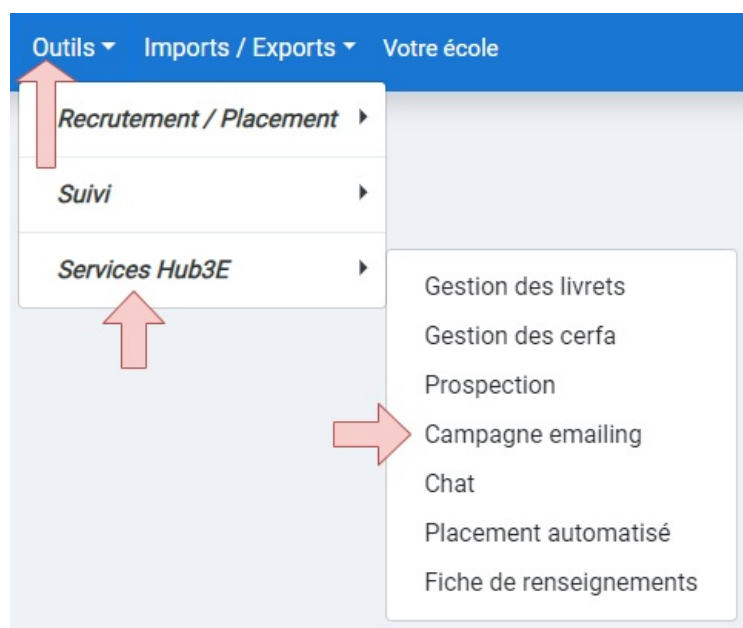 Outils Imports / Exports Votre école
Recrutement / Placement
Suivi
Services Hub3E
Gestion des livrets
Gestion des cerfa
Prospection
Campagne emailing
Chat
Placement automatisé
Fiche de renseignements